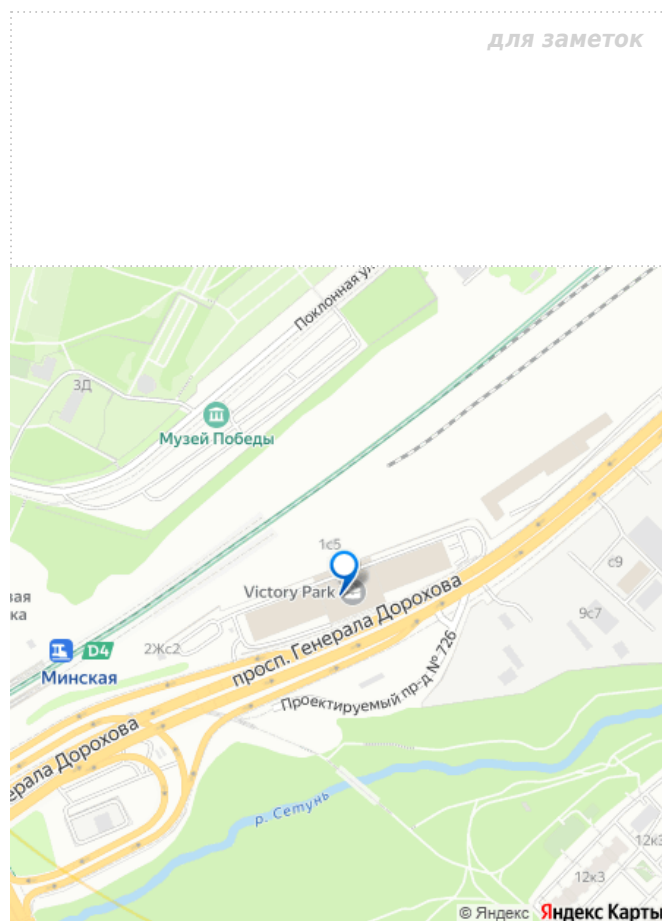 для заметок
Поклонная ул
3Д
Музей Победы
1с5
Victory Park
с9
9с7
вая
ка
D4
2Жс2
Минская
просп. Генерала Дорохова
Проектируемый пр-д № 726
ерала Дорохова
р. Сетунь
12к3
12к3
© Яндекс Яндекс Карты